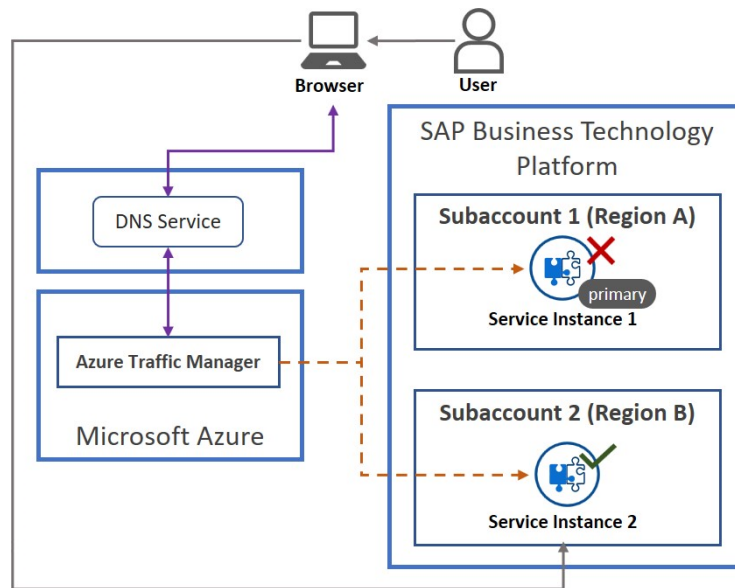 Browser
User
SAP Business Technology
Platform
DNS Service
Subaccount 1 (Region A)
primary
Service Instance 1
Azure Traffic Manager
Microsoft Azure
Subaccount 2 (Region B)
Service Instance 2